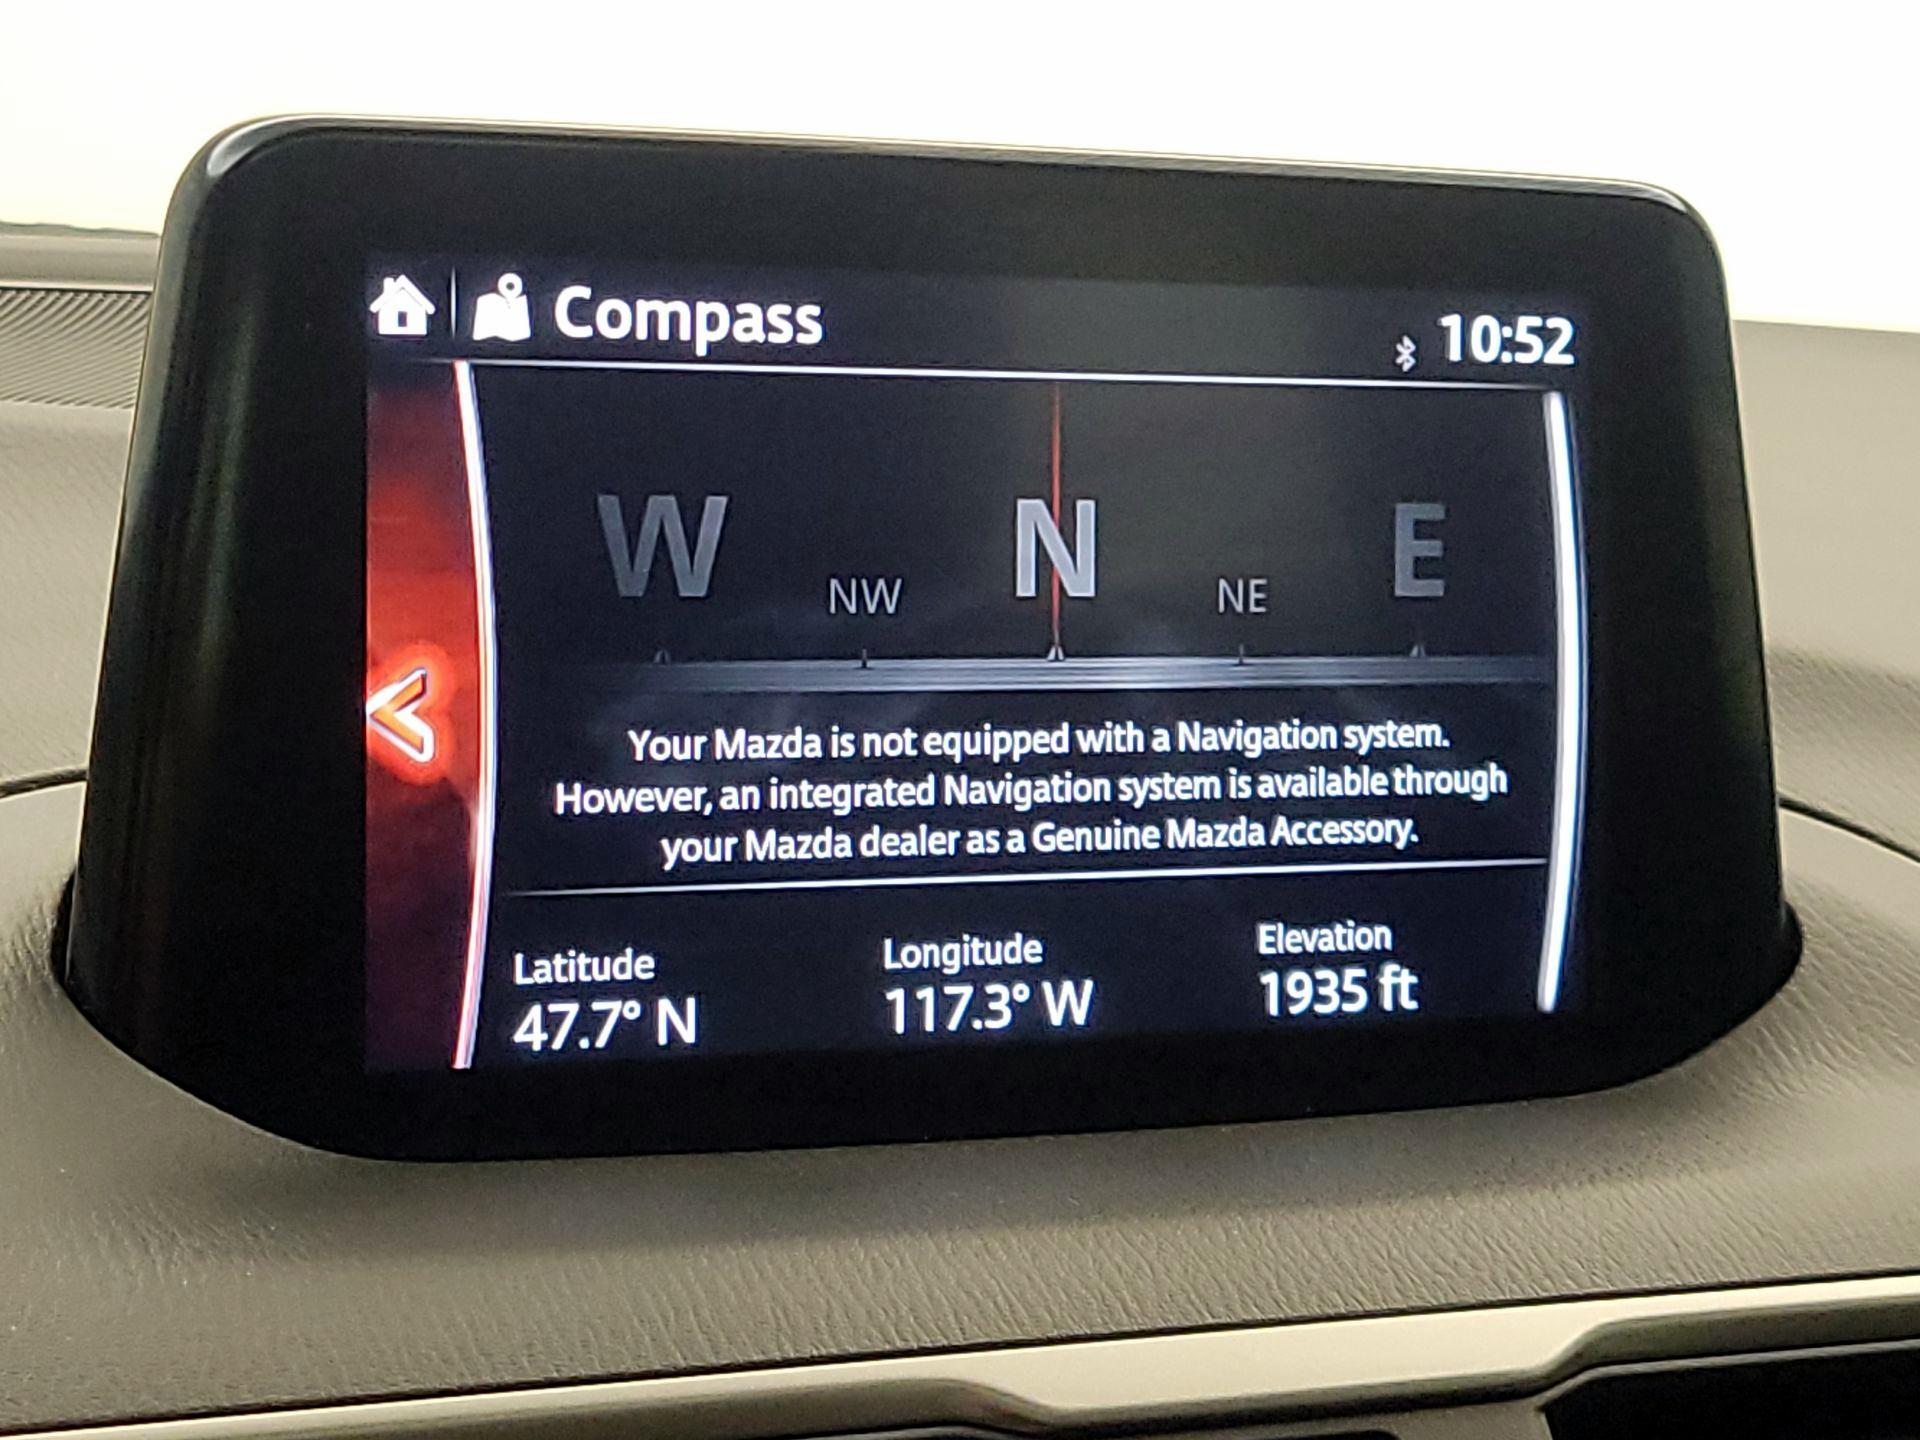 Compass
10:52
W NW N NE E
Your Mazda is not equipped with a Navigation system.
However, an integrated Navigation system is available through
your Mazda dealer as a Genuine Mazda Accessory.
Latitude Longitude Elevation
47.7° N 117.3° W 1935 ft